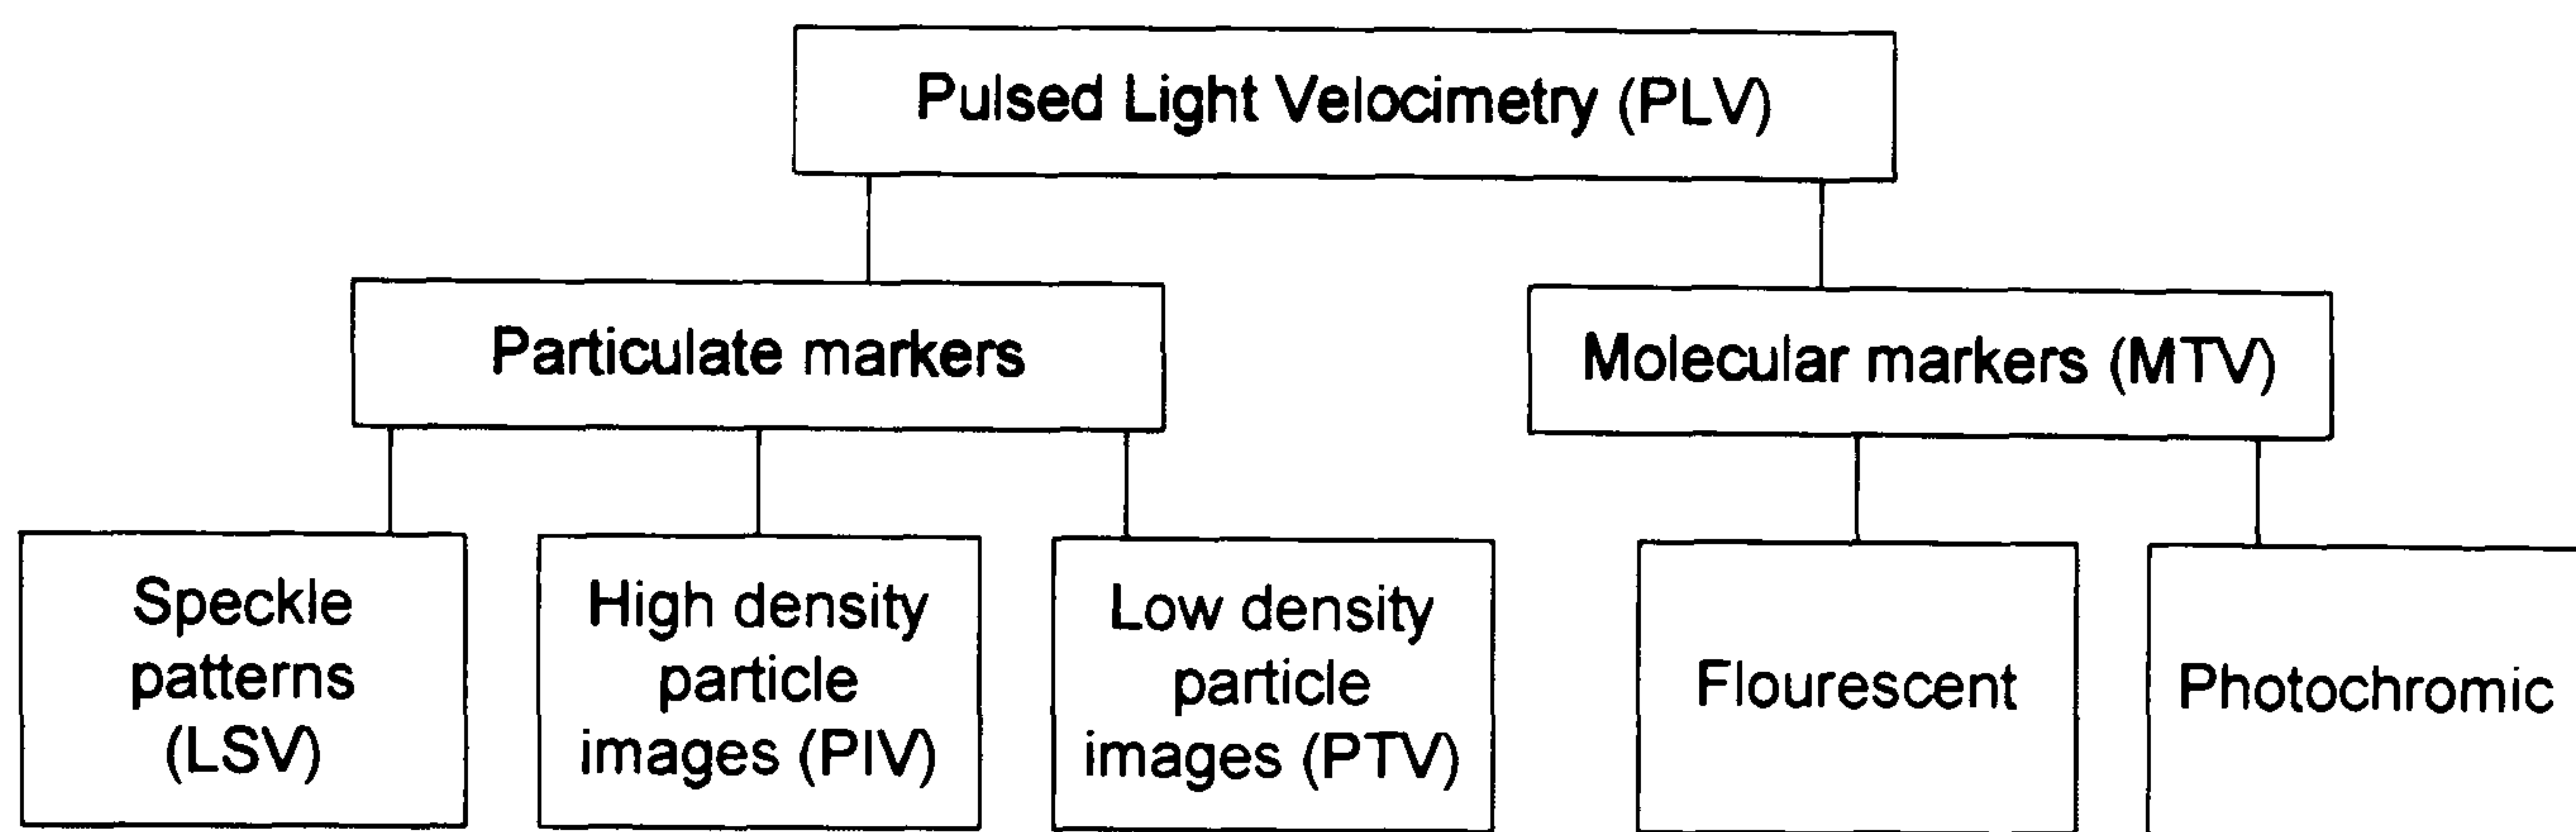 Pulsed Light Velocimetry (PLV)
Particulate markers
Molecular markers (MTV)
Speckle
patterns
(LSV)
High density
particle
images (PIV)
Low density
particle
images (PTV)
Flourescent
Photochromic